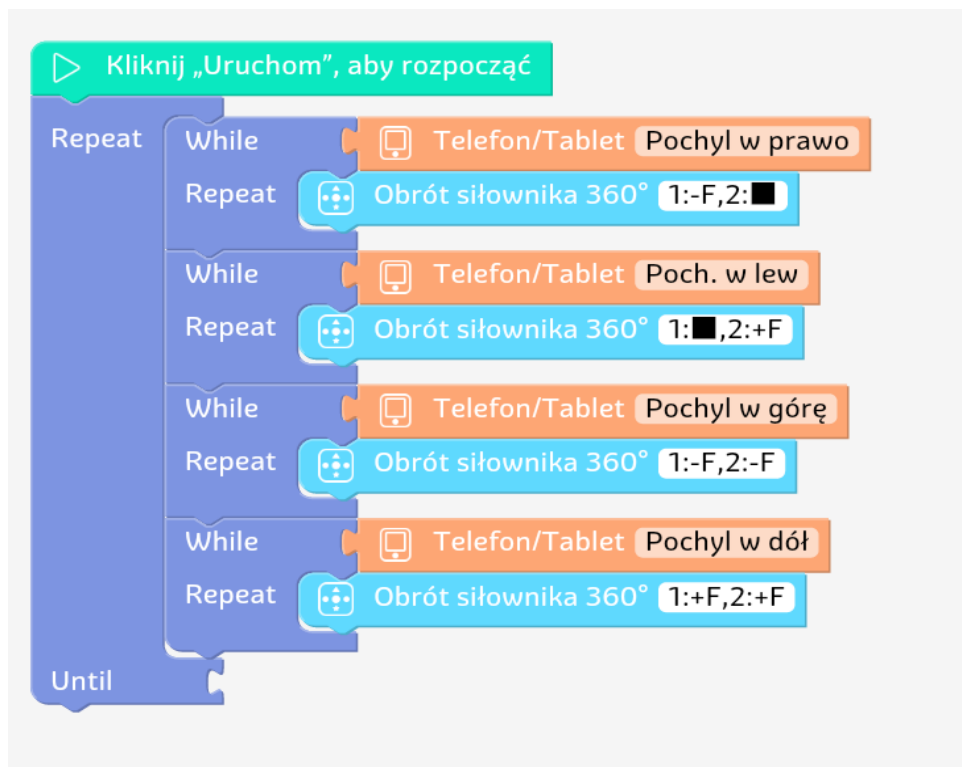 Kliknij „Uruchom”, aby rozpocząć
Repeat While Telefon/Tablet Pochyl w prawo
Repeat Obrót siłownika 360° 1:-F,2:■
While Telefon/Tablet Poch. w lew
Repeat Obrót siłownika 360° 1:■,2:+F
While Telefon/Tablet Pochyl w górę
Repeat Obrót siłownika 360° 1:-F,2:-F
While Telefon/Tablet Pochyl w dół
Repeat Obrót siłownika 360° 1:+F,2:+F
Until